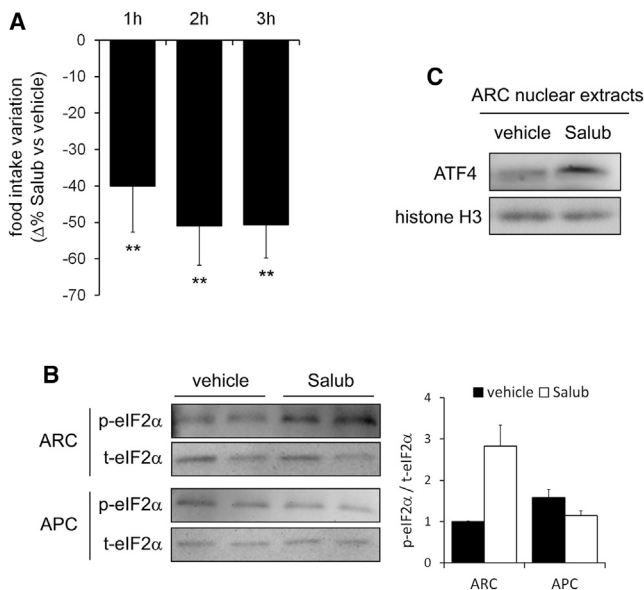 A
1h 2h 3h
0
-10
-20
-30
-40
-50
-60
-70
food intake variation
(Δ% Salub vs vehicle)
**
**
**
C
ARC nuclear extracts
vehicle Salub
ATF4
histone H3
B
vehicle Salub
ARC
p-eIF2α
t-eIF2α
APC
p-eIF2α
t-eIF2α
vehicle Salub
4
3
2
1
0
p-eIF2α / t-eIF2α
ARC APC